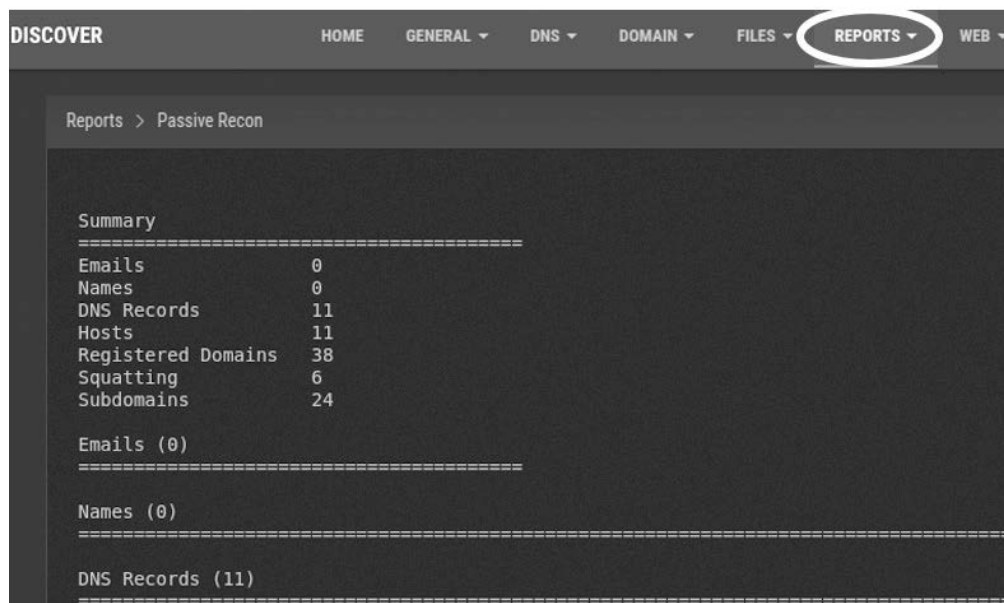 DISCOVER HOME GENERAL DNS DOMAIN FILES REPORTS WEB
Reports > Passive Recon
Summary
========================================
Emails 0
Names 0
DNS Records 11
Hosts 11
Registered Domains 38
Squatting 6
Subdomains 24
Emails (0)
========================================
Names (0)
====================================================================================
DNS Records (11)
====================================================================================